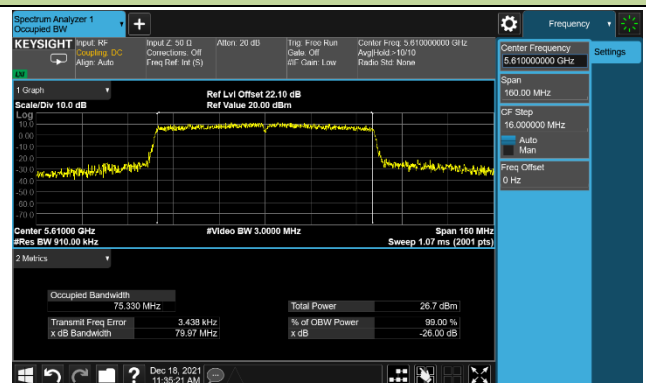 Spectrum Analyzer 1
Occupied BW
Frequency
KEYSIGHT
Input: RF
Coupling: DC
Align: Auto
Input Z: 50 Ω
Corrections: Off
Freq Ref: Int (S)
Atten: 20 dB
Trig: Free Run
Gate: Off
#IF Gain: Low
Center Freq: 5.610000000 GHz
Avg|Hold:>10/10
Radio Std: None
Center Frequency
5.610000000 GHz
Settings
Span
160.00 MHz
CF Step
16.000000 MHz
Auto
Man
Freq Offset
0 Hz
1 Graph
Scale/Div 10.0 dB
Ref Lvl Offset 22.10 dB
Ref Value 20.00 dBm
Log
10.0
0.00
-10.0
-20.0
-30.0
-40.0
-50.0
-60.0
-70.0
Center 5.61000 GHz
#Res BW 910.00 kHz
#Video BW 3.0000 MHz
Span 160 MHz
Sweep 1.07 ms (2001 pts)
2 Metrics
Occupied Bandwidth
75.330 MHz
Total Power
26.7 dBm
Transmit Freq Error
3.438 kHz
% of OBW Power
99.00 %
x dB Bandwidth
79.97 MHz
x dB
-26.00 dB
?
Dec 18, 2021
11:35:21 AM